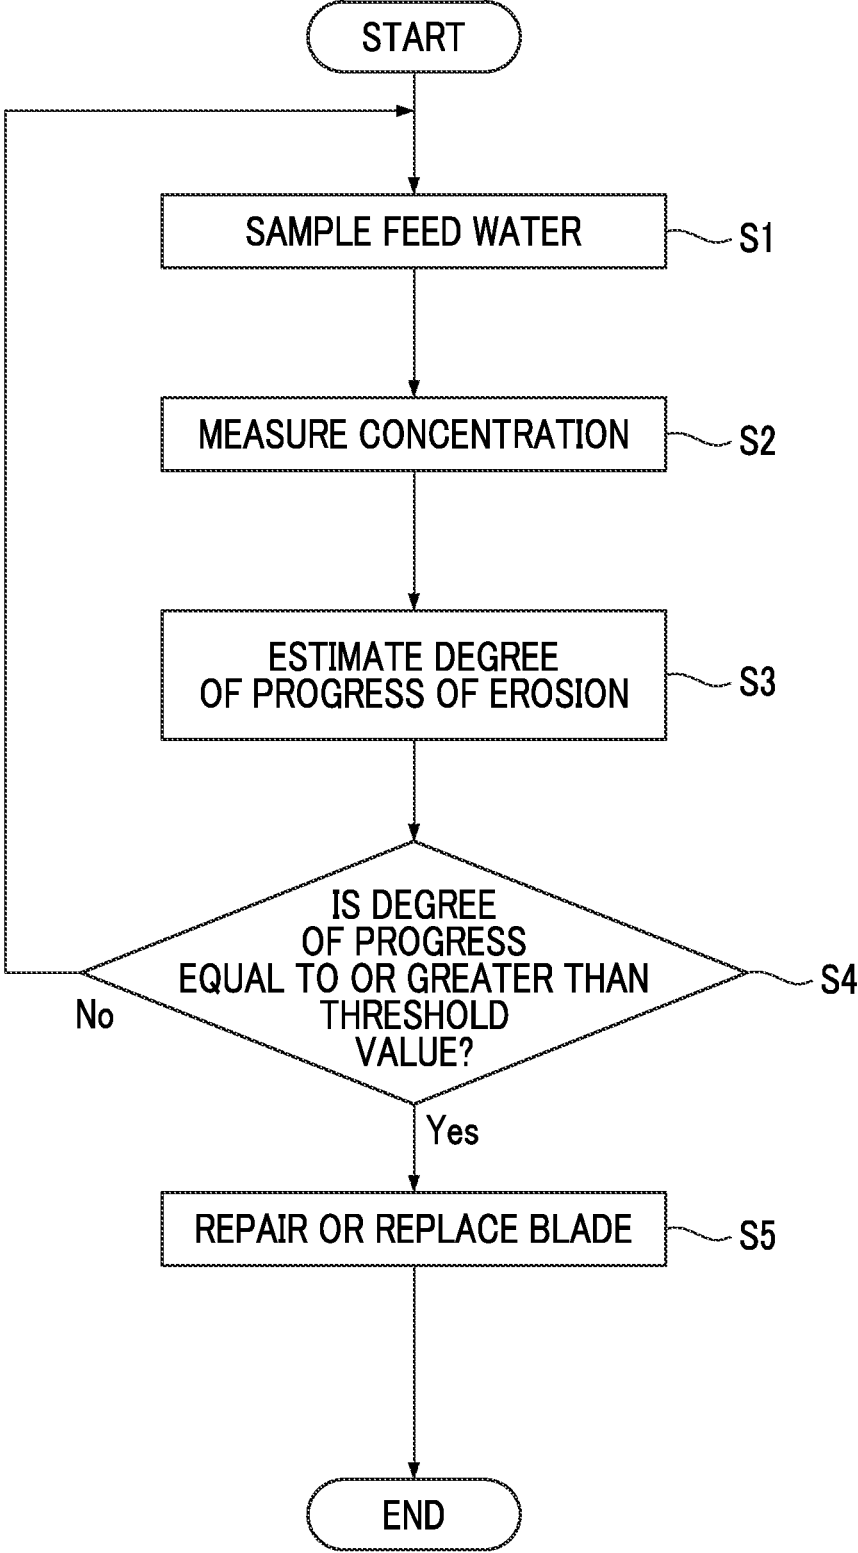 START
SAMPLE FEED WATER
S1
MEASURE CONCENTRATION
S2
ESTIMATE DEGREE
OF PROGRESS OF EROSION
S3
IS DEGREE
OF PROGRESS
EQUAL TO OR GREATER THAN
THRESHOLD
VALUE?
S4
No
Yes
REPAIR OR REPLACE BLADE
S5
END